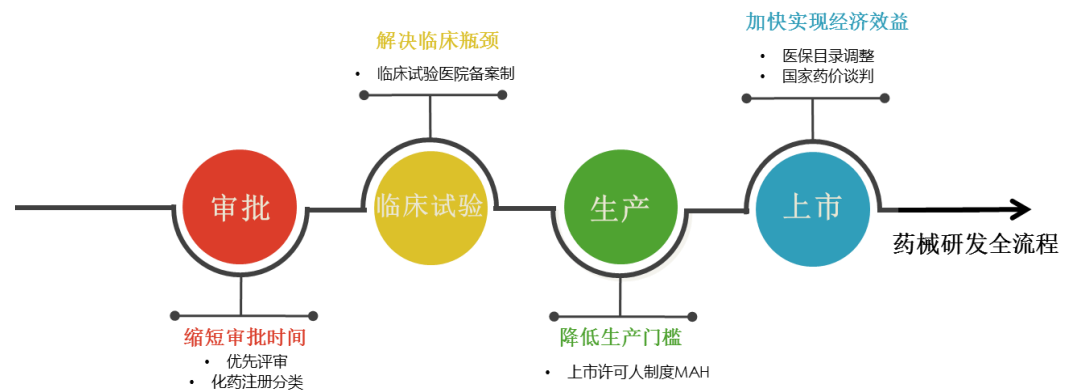 加快实现经济效益
• 医保目录调整
• 国家药价谈判
解决临床瓶颈
• 临床试验医院备案制
审批
临床试验
生产
上市
药械研发全流程
缩短审批时间
• 优先评审
• 化药注册分类
降低生产门槛
• 上市许可人制度MAH